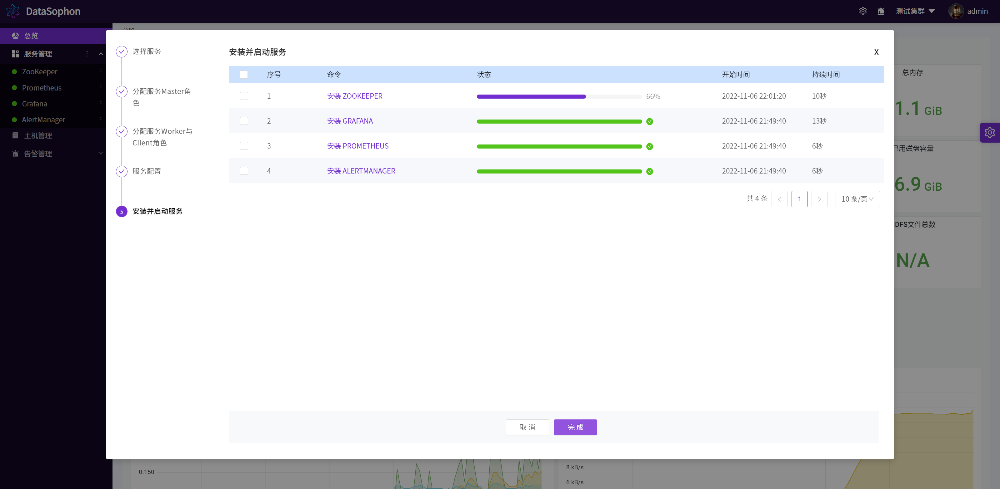 DataSophon
测试集群
admin
总览
服务管理
ZooKeeper
Prometheus
Grafana
AlertManager
主机管理
告警管理
选择服务
分配服务Master角
色
分配服务Worker与
Client角色
服务配置
5 安装并启动服务
安装并启动服务
X
序号 命令 状态 开始时间 持续时间
1 安装 ZOOKEEPER 66% 2022-11-06 22:01:20 10秒
2 安装 GRAFANA 2022-11-06 21:49:40 13秒
3 安装 PROMETHEUS 2022-11-06 21:49:40 6秒
4 安装 ALERTMANAGER 2022-11-06 21:49:40 6秒
共 4 条 < 1 > 10 条/页
取 消 完 成
总内存
1.1 GiB
已用磁盘容量
6.9 GiB
DFS文件总数
N/A
0.150
8 kB/s
6 kB/s